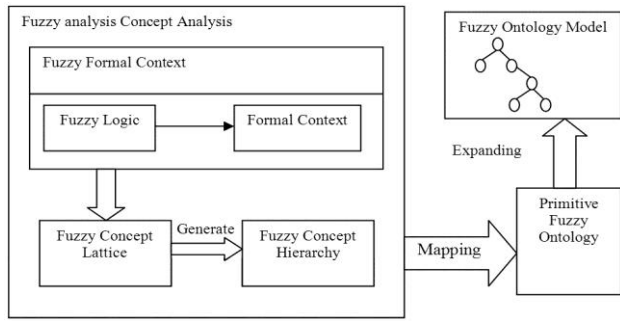 Fuzzy analysis Concept Analysis
Fuzzy Formal Context
Fuzzy Logic
Formal Context
Fuzzy Concept
Lattice
Generate
Fuzzy Concept
Hierarchy
Mapping
Fuzzy Ontology Model
Expanding
Primitive
Fuzzy
Ontology